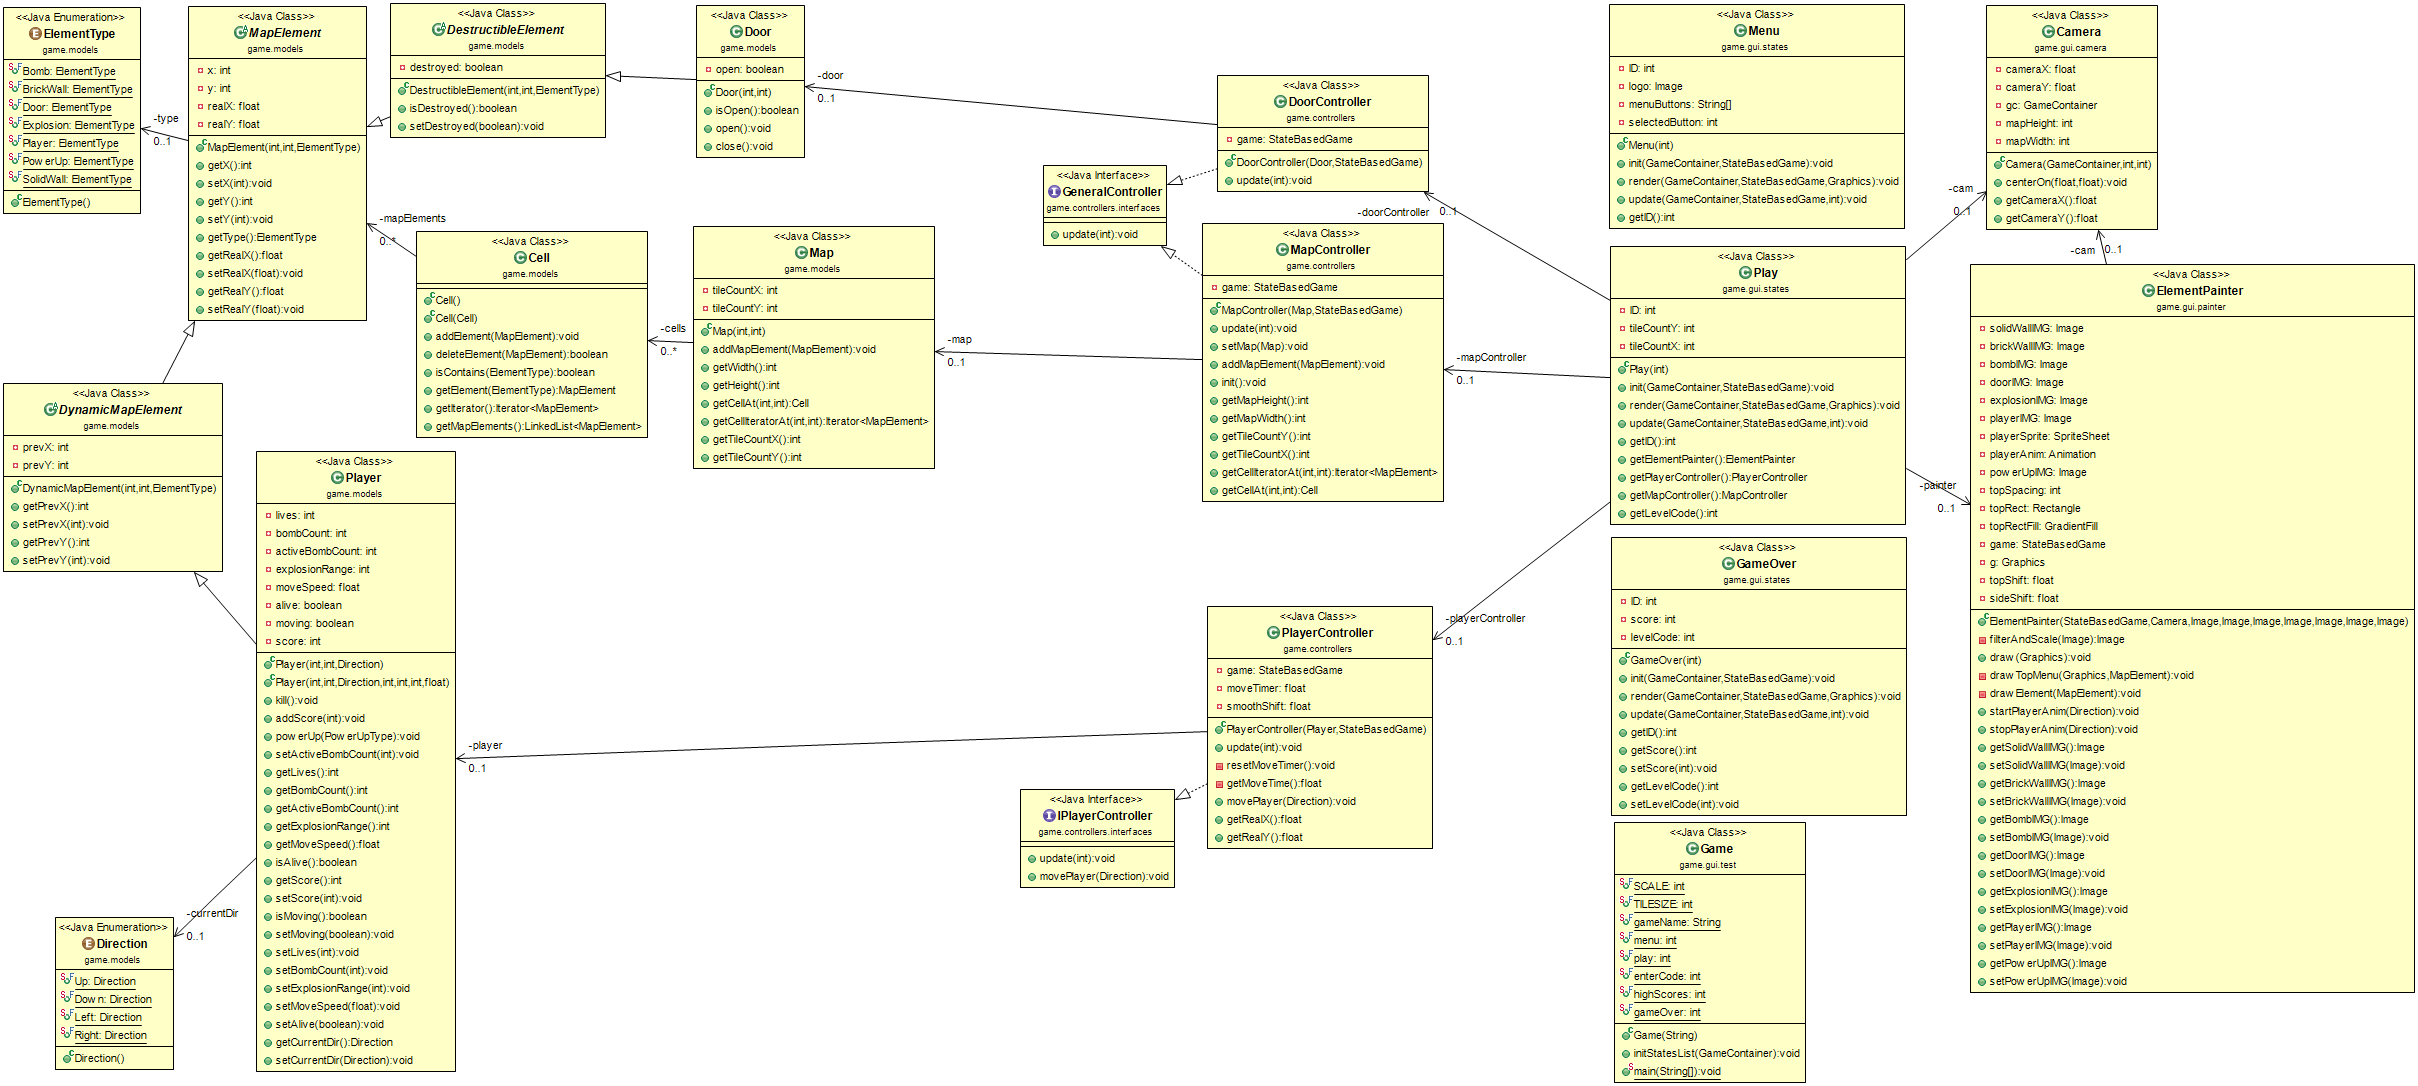 <<Java Enumeration>>
ElementType
game.models
Bomb: ElementType
BrickWall: ElementType
Door: ElementType
Explosion: ElementType
Player: ElementType
PowerUp: ElementType
SolidWall: ElementType
ElementType()
-type
0..1
<<Java Class>>
MapElement
game.models
x: int
y: int
realX: float
realY: float
MapElement(int,int,ElementType)
getX():int
setX(int):void
getY():int
setY(int):void
getType():ElementType
getRealX():float
setRealX(float):void
getRealY():float
setRealY(float):void
<<Java Class>>
DestructibleElement
game.models
destroyed: boolean
DestructibleElement(int,int,ElementType)
isDestroyed():boolean
setDestroyed(boolean):void
<<Java Class>>
Door
game.models
open: boolean
Door(int,int)
isOpen():boolean
open():void
close():void
-door
0..1
<<Java Class>>
DoorController
game.controllers
game: StateBasedGame
DoorController(Door,StateBasedGame)
update(int):void
<<Java Interface>>
GeneralController
game.controllers.interfaces
update(int):void
-doorController
0..1
<<Java Class>>
Menu
game.gui.states
ID: int
logo: Image
menuButtons: String[]
selectedButton: int
Menu(int)
init(GameContainer,StateBasedGame):void
render(GameContainer,StateBasedGame,Graphics):void
update(GameContainer,StateBasedGame,int):void
getID():int
<<Java Class>>
Camera
game.gui.camera
cameraX: float
cameraY: float
gc: GameContainer
mapHeight: int
mapWidth: int
Camera(GameContainer,int,int)
centerOn(float,float):void
getCameraX():float
getCameraY():float
-cam
0..1
-cam
0..1
-mapElements
0..*
<<Java Class>>
Cell
game.models
Cell()
Cell(Cell)
addElement(MapElement):void
deleteElement(MapElement):boolean
isContains(ElementType):boolean
getElement(ElementType):MapElement
getIterator():Iterator<MapElement>
getMapElements():LinkedList<MapElement>
-cells
0..*
<<Java Class>>
Map
game.models
tileCountX: int
tileCountY: int
Map(int,int)
addMapElement(MapElement):void
getWidth():int
getHeight():int
getCellAt(int,int):Cell
getCellIteratorAt(int,int):Iterator<MapElement>
getTileCountX():int
getTileCountY():int
-map
0..1
<<Java Class>>
MapController
game.controllers
game: StateBasedGame
MapController(Map,StateBasedGame)
update(int):void
setMap(Map):void
addMapElement(MapElement):void
init():void
getMapHeight():int
getMapWidth():int
getTileCountY():int
getTileCountX():int
getCellIteratorAt(int,int):Iterator<MapElement>
getCellAt(int,int):Cell
-mapController
0..1
<<Java Class>>
Play
game.gui.states
ID: int
tileCountY: int
tileCountX: int
Play(int)
init(GameContainer,StateBasedGame):void
render(GameContainer,StateBasedGame,Graphics):void
update(GameContainer,StateBasedGame,int):void
getID():int
getElementPainter():ElementPainter
getPlayerController():PlayerController
getMapController():MapController
getLevelCode():int
-painter
0..1
<<Java Class>>
ElementPainter
game.gui.painter
solidWallIMG: Image
brickWallIMG: Image
bombIMG: Image
doorIMG: Image
explosionIMG: Image
playerIMG: Image
playerSprite: SpriteSheet
playerAnim: Animation
powerUpIMG: Image
topSpacing: int
topRect: Rectangle
topRectFill: GradientFill
game: StateBasedGame
g: Graphics
topShift: float
sideShift: float
ElementPainter(StateBasedGame,Camera,Image,Image,Image,Image,Image,Image,Image)
filterAndScale(Image):Image
draw(Graphics):void
drawTopMenu(Graphics,MapElement):void
drawElement(MapElement):void
startPlayerAnim(Direction):void
stopPlayerAnim(Direction):void
getSolidWallIMG():Image
setSolidWallIMG(Image):void
getBrickWallIMG():Image
setBrickWallIMG(Image):void
getBombIMG():Image
setBombIMG(Image):void
getDoorIMG():Image
setDoorIMG(Image):void
getExplosionIMG():Image
setExplosionIMG(Image):void
getPlayerIMG():Image
setPlayerIMG(Image):void
getPowerUpIMG():Image
setPowerUpIMG(Image):void
<<Java Class>>
DynamicMapElement
game.models
prevX: int
prevY: int
DynamicMapElement(int,int,ElementType)
getPrevX():int
setPrevX(int):void
getPrevY():int
setPrevY(int):void
<<Java Class>>
Player
game.models
lives: int
bombCount: int
activeBombCount: int
explosionRange: int
moveSpeed: float
alive: boolean
moving: boolean
score: int
Player(int,int,Direction)
Player(int,int,Direction,int,int,int,float)
kill():void
addScore(int):void
powerUp(PowerUpType):void
setActiveBombCount(int):void
getLives():int
getBombCount():int
getActiveBombCount():int
getExplosionRange():int
getMoveSpeed():float
isAlive():boolean
getScore():int
setScore(int):void
isMoving():boolean
setMoving(boolean):void
setLives(int):void
setBombCount(int):void
setExplosionRange(int):void
setMoveSpeed(float):void
setAlive(boolean):void
getCurrentDir():Direction
setCurrentDir(Direction):void
-currentDir
0..1
<<Java Enumeration>>
Direction
game.models
Up: Direction
Down: Direction
Left: Direction
Right: Direction
Direction()
-player
0..1
<<Java Class>>
PlayerController
game.controllers
game: StateBasedGame
moveTimer: float
smoothShift: float
PlayerController(Player,StateBasedGame)
update(int):void
resetMoveTimer():void
getMoveTime():float
movePlayer(Direction):void
getRealX():float
getRealY():float
-playerController
0..1
<<Java Interface>>
IPlayerController
game.controllers.interfaces
update(int):void
movePlayer(Direction):void
<<Java Class>>
GameOver
game.gui.states
ID: int
score: int
levelCode: int
GameOver(int)
init(GameContainer,StateBasedGame):void
render(GameContainer,StateBasedGame,Graphics):void
update(GameContainer,StateBasedGame,int):void
getID():int
getScore():int
setScore(int):void
getLevelCode():int
setLevelCode(int):void
<<Java Class>>
Game
game.gui.test
SCALE: int
TILESIZE: int
gameName: String
menu: int
play: int
enterCode: int
highScores: int
gameOver: int
Game(String)
initStatesList(GameContainer):void
main(String[]):void